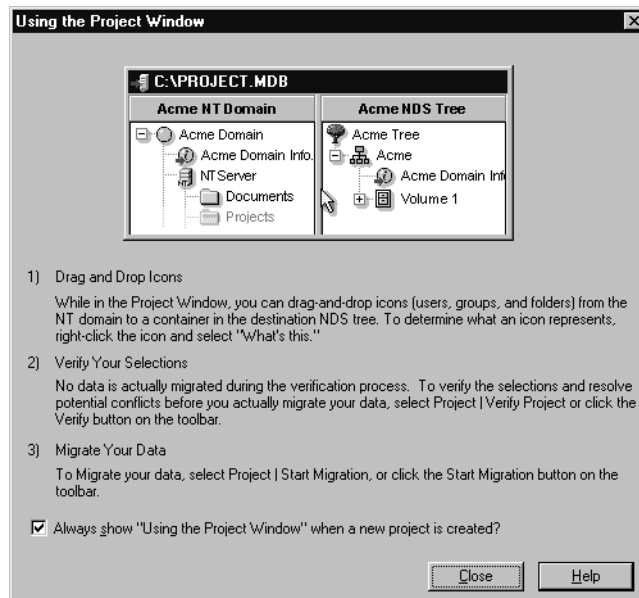 Using the Project Window
C:\PROJECT.MDB
Acme NT Domain
Acme Domain
Acme Domain Info.
NT Server
NT
Documents
Projects
Acme NDS Tree
Acme Tree
Acme
Acme Domain Inf
Volume 1
1) Drag and Drop Icons
While in the Project Window, you can drag-and-drop icons (users, groups, and folders) from the
NT domain to a container in the destination NDS tree. To determine what an icon represents,
right-click the icon and select "What's this."
2) Verify Your Selections
No data is actually migrated during the verification process. To verify the selections and resolve
potential conflicts before you actually migrate your data, select Project | Verify Project or click the
Verify button on the toolbar.
3) Migrate Your Data
To Migrate your data, select Project | Start Migration, or click the Start Migration button on the
toolbar.
Always show "Using the Project Window" when a new project is created?
Close
Help